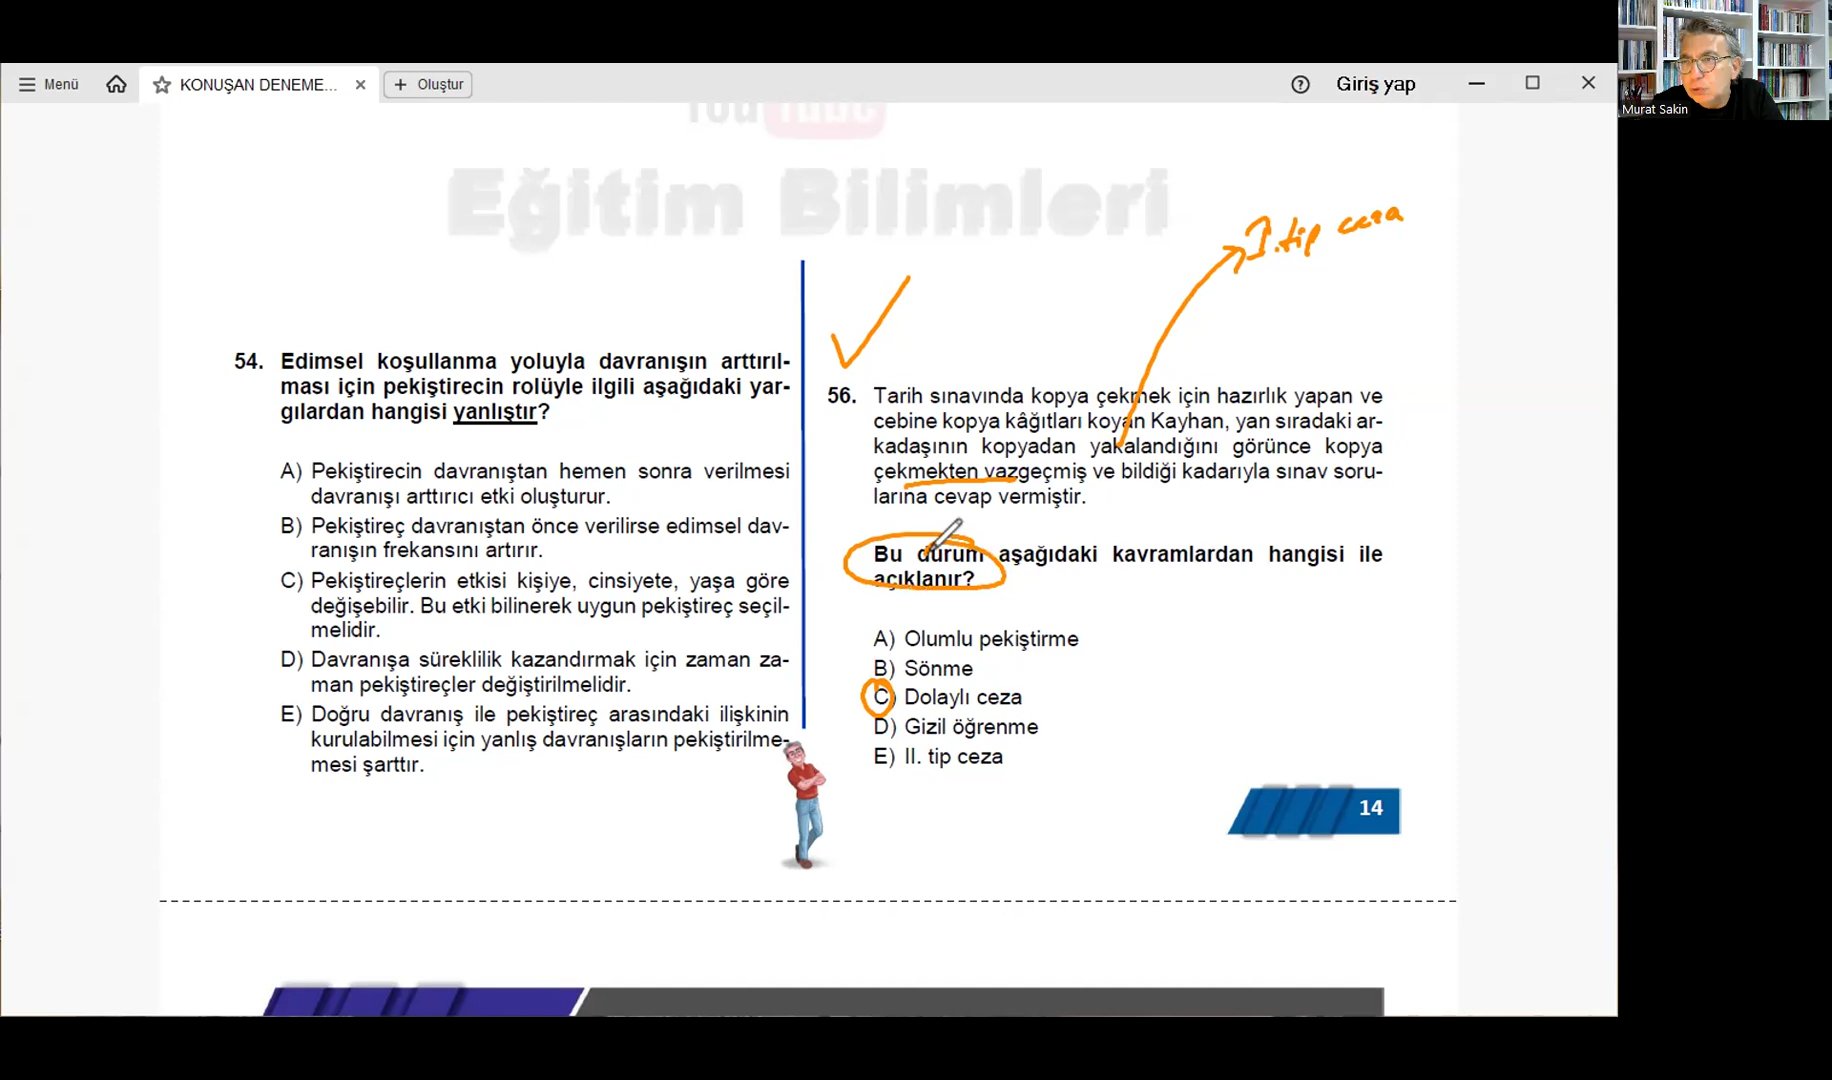 Menü
KONUŞAN DENEME...
Oluştur
Giriş yap
Murat Sakin
YouTube
Eğitim Bilimleri
I. tip ceza
54. Edimsel koşullanma yoluyla davranışın arttırıl-
ması için pekiştirecin rolüyle ilgili aşağıdaki yar-
gılardan hangisi yanlıştır?
A) Pekiştirecin davranıştan hemen sonra verilmesi
davranışı arttırıcı etki oluşturur.
B) Pekiştireç davranıştan önce verilirse edimsel dav-
ranışın frekansını artırır.
C) Pekiştireçlerin etkisi kişiye, cinsiyete, yaşa göre
değişebilir. Bu etki bilinerek uygun pekiştireç seçil-
melidir.
D) Davranışa süreklilik kazandırmak için zaman za-
man pekiştireçler değiştirilmelidir.
E) Doğru davranış ile pekiştireç arasındaki ilişkinin
kurulabilmesi için yanlış davranışların pekiştirilme-
mesi şarttır.
56. Tarih sınavında kopya çekmek için hazırlık yapan ve
cebine kopya kâğıtları koyan Kayhan, yan sıradaki ar-
kadaşının kopyadan yakalandığını görünce kopya
çekmekten vazgeçmiş ve bildiği kadarıyla sınav soru-
larına cevap vermiştir.
Bu durum aşağıdaki kavramlardan hangisi ile
açıklanır?
A) Olumlu pekiştirme
B) Sönme
C) Dolaylı ceza
D) Gizil öğrenme
E) II. tip ceza
14